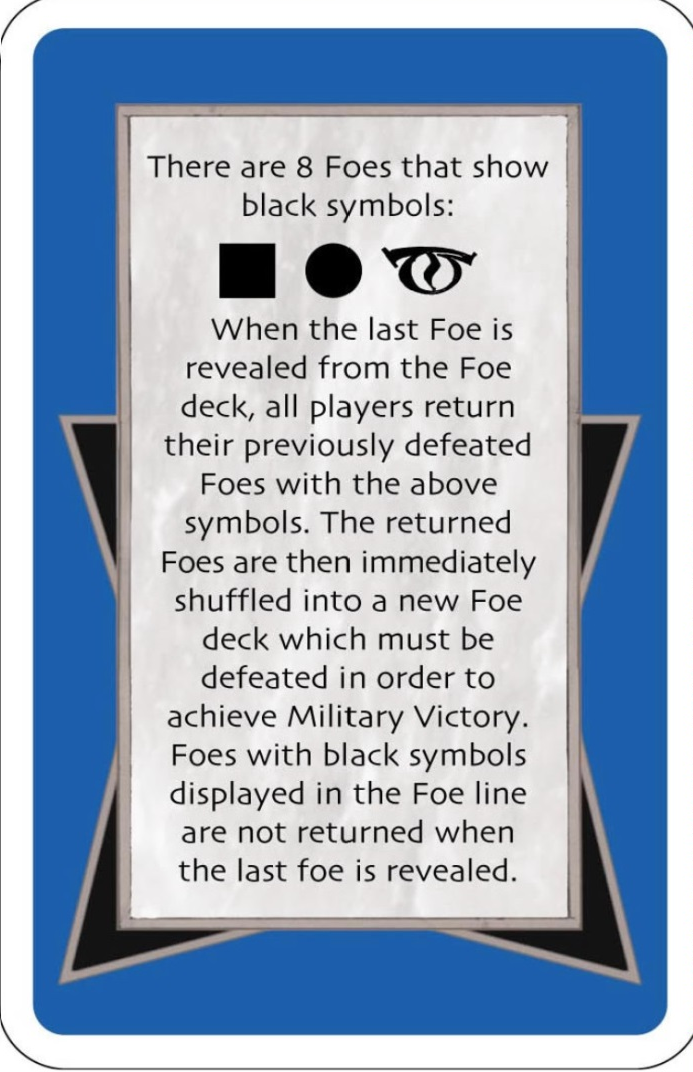 There are 8 Foes that show
black symbols:
When the last Foe is
revealed from the Foe
deck, all players return
their previously defeated
Foes with the above
symbols. The returned
Foes are then immediately
shuffled into a new Foe
deck which must be
defeated in order to
achieve Military Victory.
Foes with black symbols
displayed in the Foe line
are not returned when
the last foe is revealed.